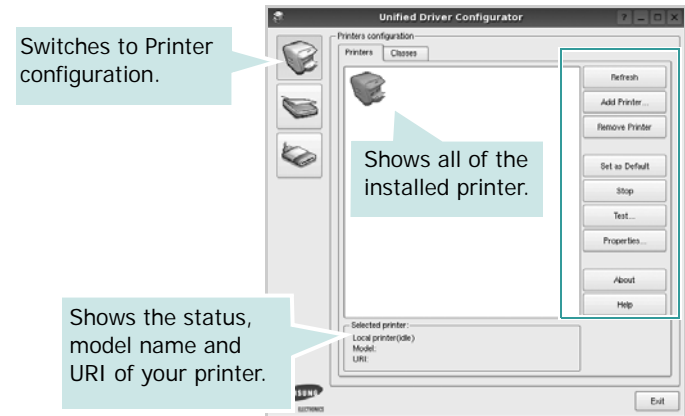 Unified Driver Configurator
Switches to Printer
configuration.
Printers configuration
Printers
Classes
Refresh
Add Printer...
Remove Printer
Set as Default
Stop
Test...
Properties...
About
Help
Shows all of the
installed printer.
Shows the status,
model name and
URI of your printer.
Selected printer:
Local printer(idle)
Model:
URI:
SUNG
ELECTRONICS
Exit